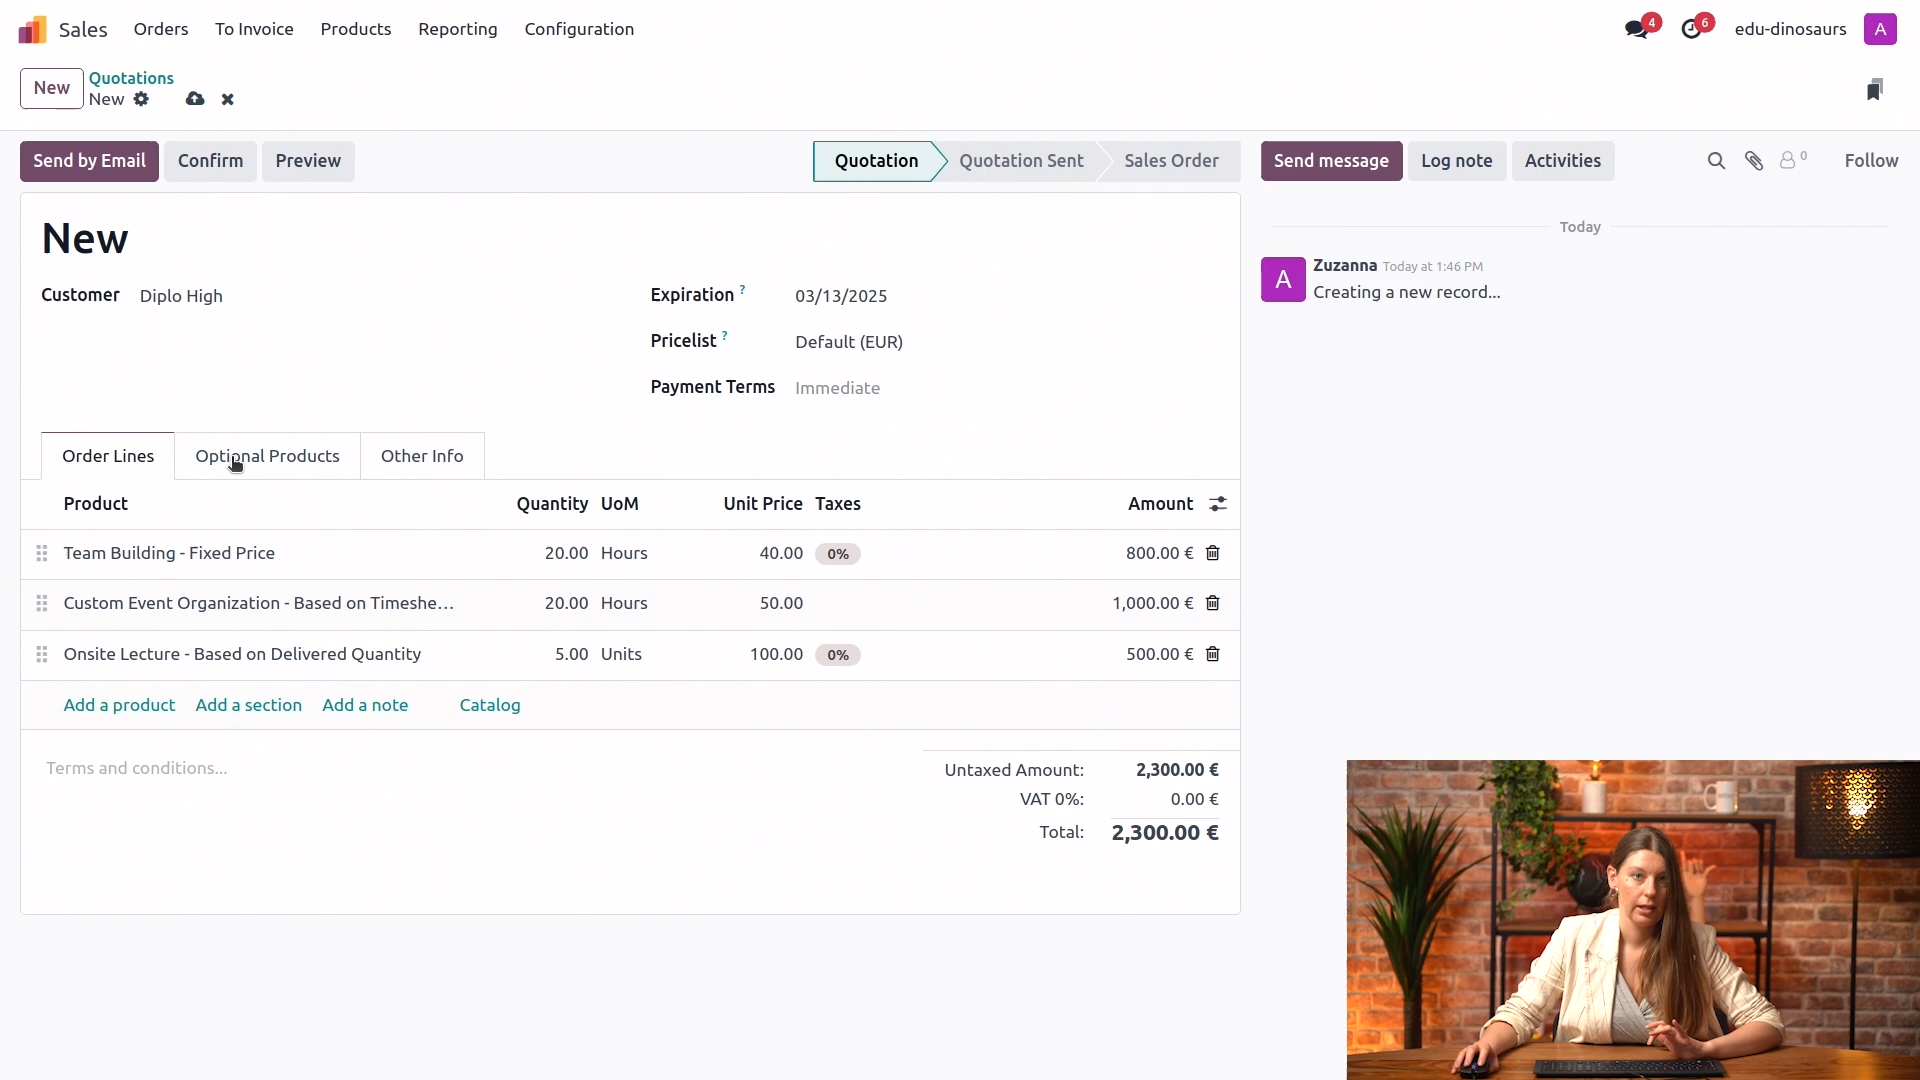 Sales Orders To Invoice Products Reporting Configuration 4 6 edu-dinosaurs A
New Quotations
New
Send by Email Confirm Preview Quotation Quotation Sent Sales Order Send message Log note Activities 0 Follow
New
Customer Diplo High
Expiration ? 03/13/2025
Pricelist ? Default (EUR)
Payment Terms Immediate
Today
A Zuzanna Today at 1:46 PM
Creating a new record...
Order Lines Optional Products Other Info
Product Quantity UoM Unit Price Taxes Amount
Team Building - Fixed Price 20.00 Hours 40.00 0% 800.00 €
Custom Event Organization - Based on Timeshe... 20.00 Hours 50.00 1,000.00 €
Onsite Lecture - Based on Delivered Quantity 5.00 Units 100.00 0% 500.00 €
Add a product Add a section Add a note Catalog
Terms and conditions...
Untaxed Amount: 2,300.00 €
VAT 0%: 0.00 €
Total: 2,300.00 €